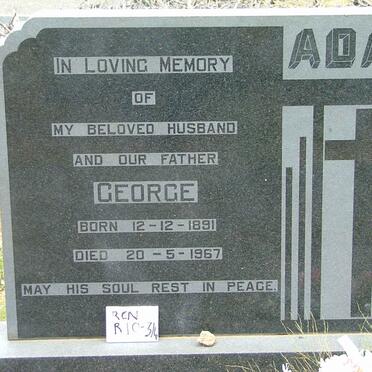 IN LOVING MEMORY
OF
MY BELOVED HUSBAND
AND OUR FATHER
GEORGE
BORN 12-12-1891
DIED 20-5-1967
MAY HIS SOUL REST IN PEACE.